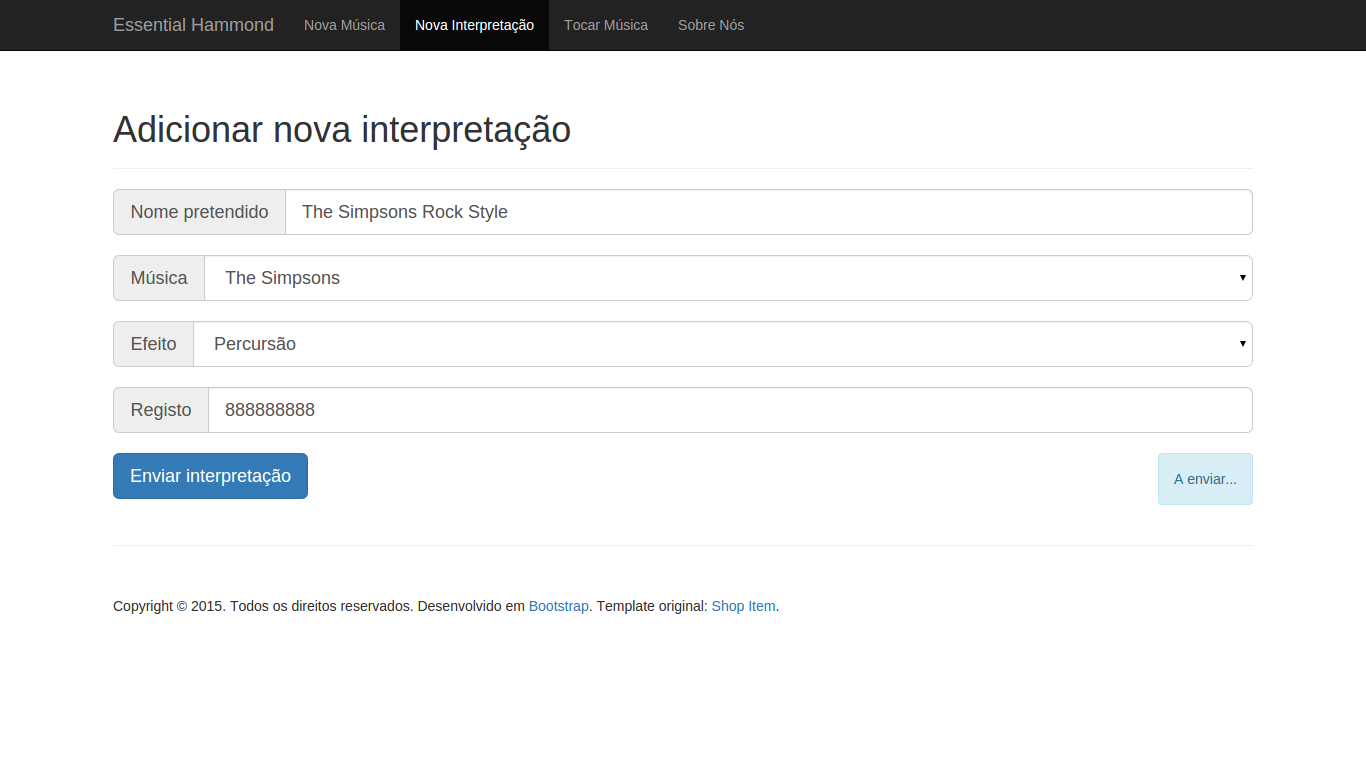 Essential Hammond Nova Música Nova Interpretação Tocar Música Sobre Nós
Adicionar nova interpretação
Nome pretendido The Simpsons Rock Style
Música The Simpsons
Efeito Percursão
Registo 888888888
Enviar interpretação A enviar...
Copyright © 2015. Todos os direitos reservados. Desenvolvido em Bootstrap. Template original: Shop Item.